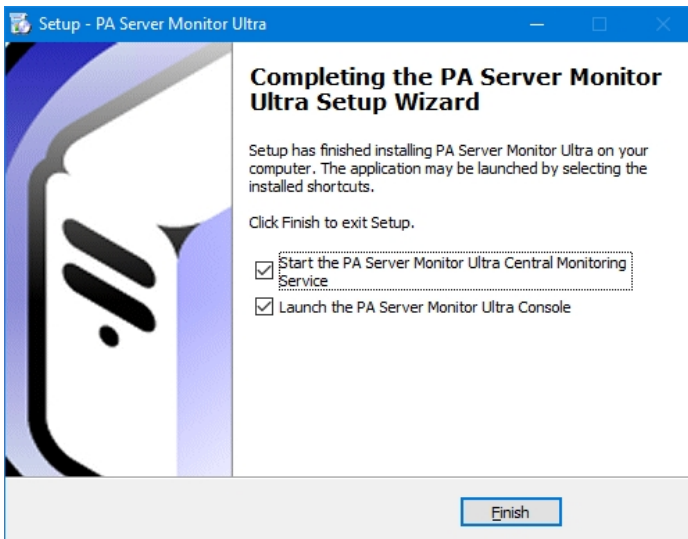 Setup - PA Server Monitor Ultra
Completing the PA Server Monitor
Ultra Setup Wizard
Setup has finished installing PA Server Monitor Ultra on your
computer. The application may be launched by selecting the
installed shortcuts.
Click Finish to exit Setup.
Start the PA Server Monitor Ultra Central Monitoring
Service
Launch the PA Server Monitor Ultra Console
Finish